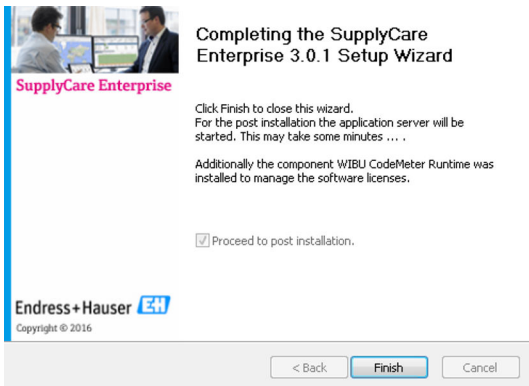 Completing the SupplyCare
Enterprise 3.0.1 Setup Wizard
SupplyCare Enterprise
Click Finish to close this wizard.
For the post installation the application server will be
started. This may take some minutes ... .
Additionally the component WIBU CodeMeter Runtime was
installed to manage the software licenses.
Proceed to post installation.
Endress+Hauser EH
Copyright © 2016
< Back
Finish
Cancel